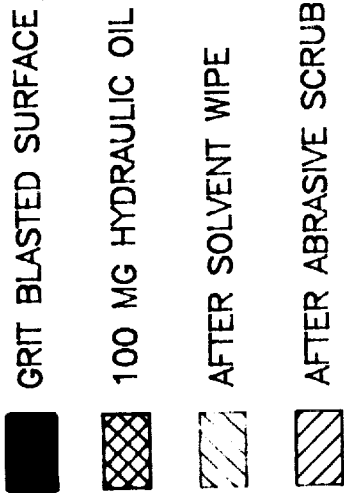 GRIT BLASTED SURFACE
100 MG HYDRAULIC OIL
AFTER SOLVENT WIPE
AFTER ABRASIVE SCRUB